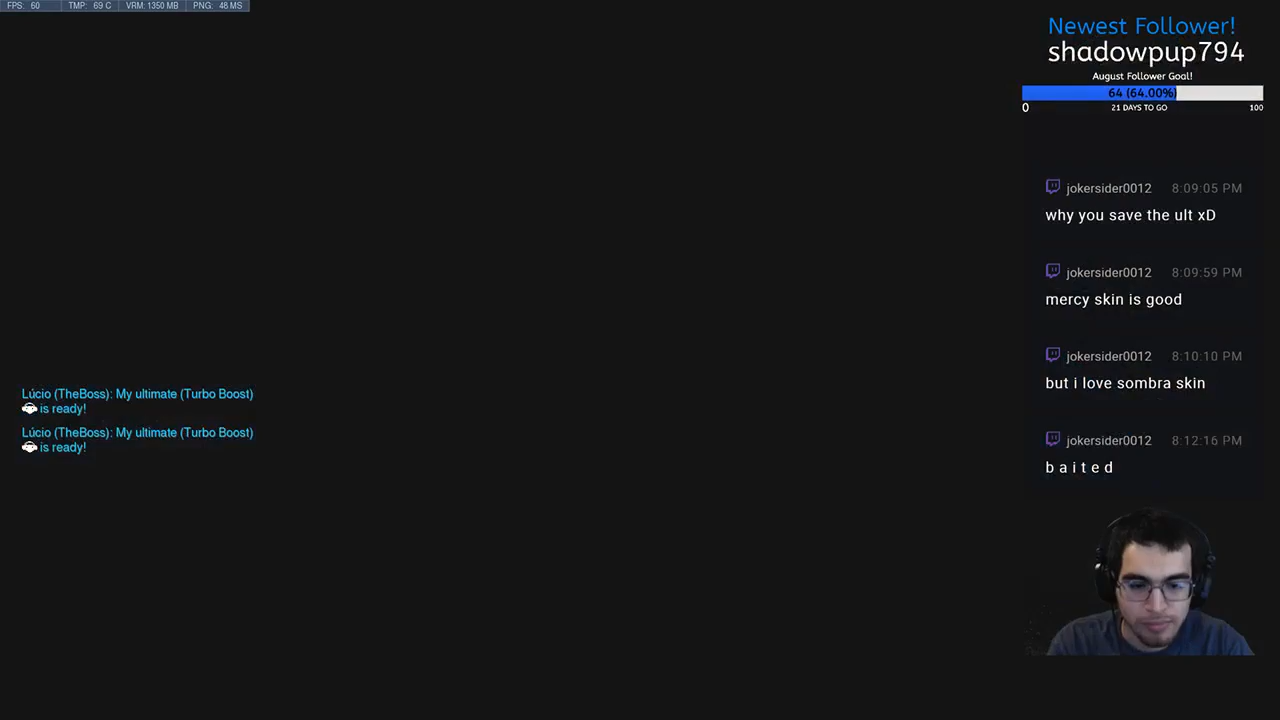 FPS: 60 TMP: 69 C VRM: 1350 MB PNG: 48 MS
Newest Follower!
shadowpup794
August Follower Goal!
64 (64.00%)
0 21 DAYS TO GO 100
jokersider0012 8:09:05 PM
why you save the ult xD
jokersider0012 8:09:59 PM
mercy skin is good
jokersider0012 8:10:10 PM
but i love sombra skin
jokersider0012 8:12:16 PM
b a i t e d
Lúcio (TheBoss): My ultimate (Turbo Boost)
is ready!
Lúcio (TheBoss): My ultimate (Turbo Boost)
is ready!